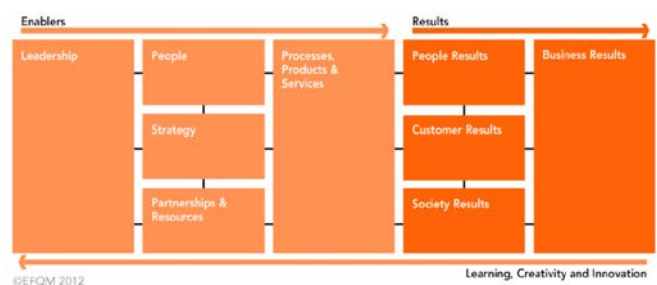 Enablers
Results
Leadership
People
Processes,
Products &
Services
People Results
Business Results
Strategy
Customer Results
Partnerships &
Resources
Society Results
Learning, Creativity and Innovation
©EFQM 2012